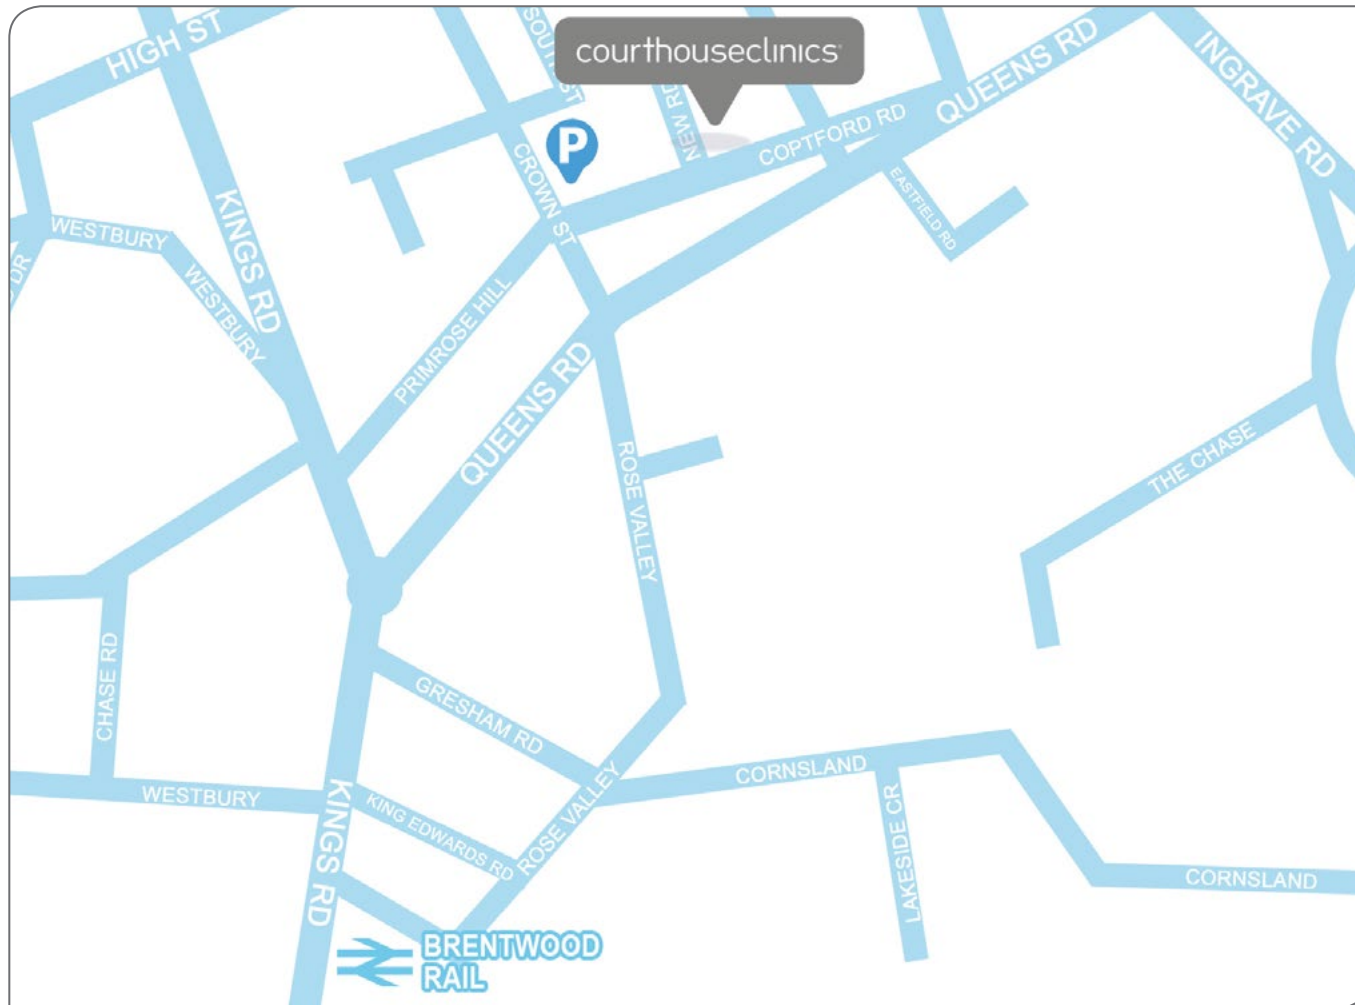 HIGH ST
SOUTH ST
courthouseclinics
QUEENS RD
INGRAVE RD
NEW RD
COPTFORD RD
P
CROWN ST
EASTFIELD RD
KINGS RD
WESTBURY
WESTBURY
DR
PRIMROSE HILL
QUEENS RD
ROSE VALLEY
THE CHASE
CHASE RD
GRESHAM RD
WESTBURY
KINGS RD
KING EDWARDS RD
ROSE VALLEY
CORNSLAND
LAKESIDE CR
CORNSLAND
BRENTWOOD
RAIL